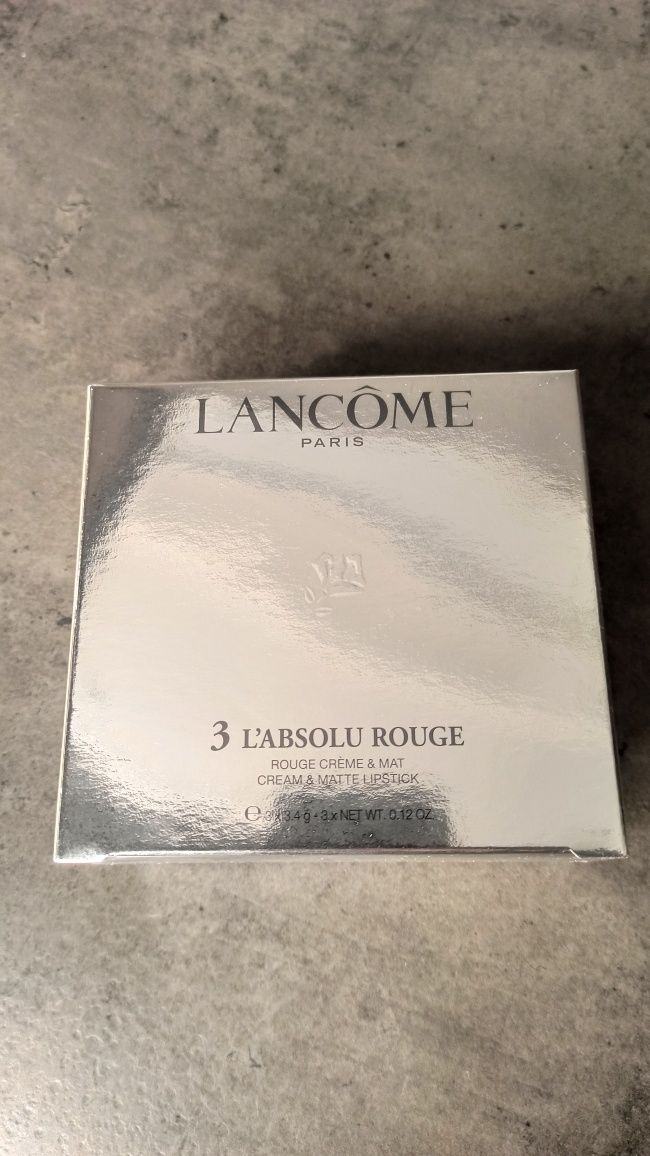 LANCÔME
PARIS
3 L'ABSOLU ROUGE
ROUGE CRÈME & MAT
CREAM & MATTE LIPSTICK
℮ 3 x 3.4 g - 3 x NET WT. 0.12 OZ.